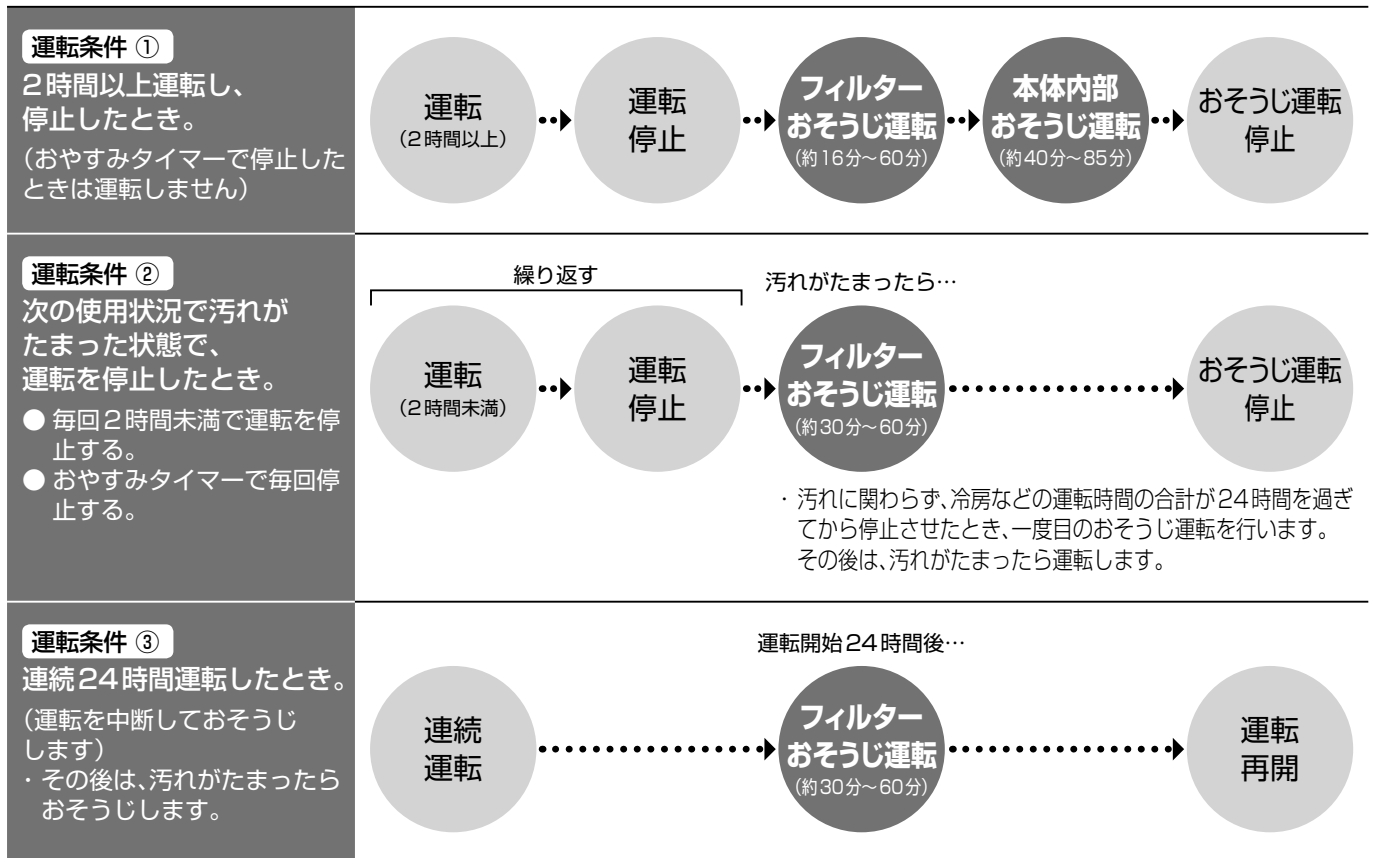 運転条件 ①
2時間以上運転し、
停止したとき。
(おやすみタイマーで停止した
ときは運転しません)
運転
(2時間以上)
運転
停止
フィルター
おそうじ運転
(約16分～60分)
本体内部
おそうじ運転
(約40分～85分)
おそうじ運転
停止
運転条件 ②
次の使用状況で汚れが
たまった状態で、
運転を停止したとき。
● 毎回2時間未満で運転を停
止する。
● おやすみタイマーで毎回停
止する。
繰り返す
運転
(2時間未満)
運転
停止
汚れがたまったら…
フィルター
おそうじ運転
(約30分～60分)
おそうじ運転
停止
・汚れに関わらず、冷房などの運転時間の合計が24時間を過ぎ
てから停止させたとき、一度目のおそうじ運転を行います。
その後は、汚れがたまったら運転します。
運転条件 ③
連続24時間運転したとき。
(運転を中断しておそうじ
します)
・その後は、汚れがたまったら
おそうじします。
連続
運転
運転開始24時間後…
フィルター
おそうじ運転
(約30分～60分)
運転
再開